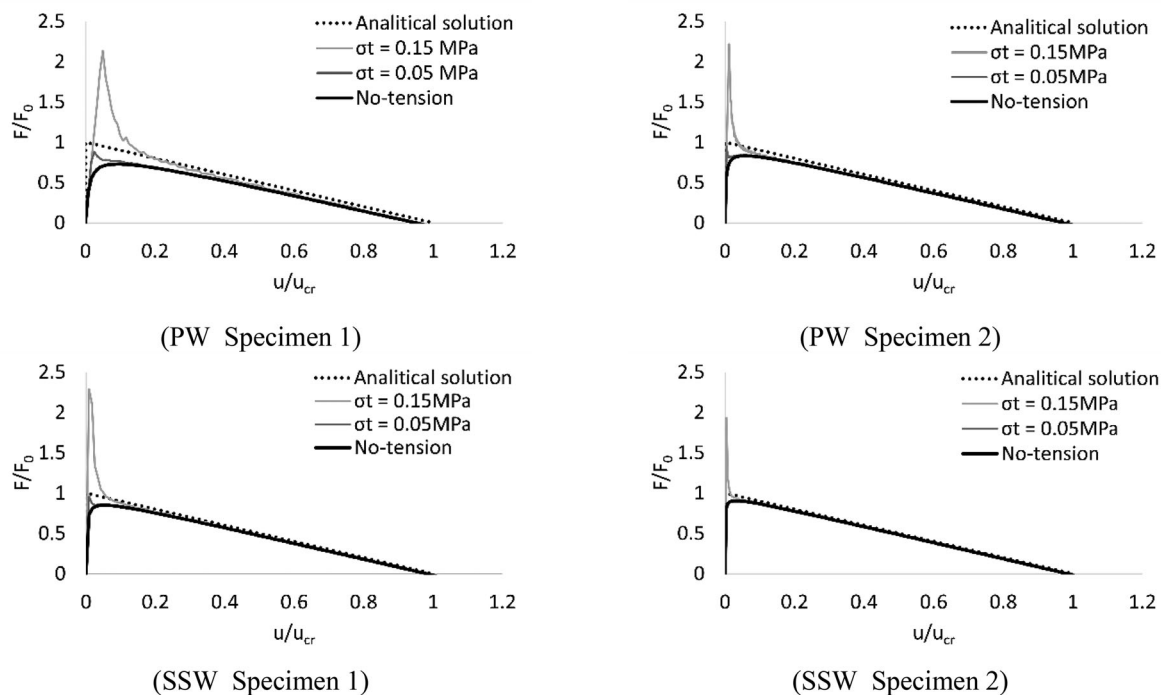 2.5
2
1.5
1
0.5
0
F/F0
0 0.2 0.4 0.6 0.8 1 1.2
u/ucr
Analitical solution
σt = 0.15 MPa
σt = 0.05 MPa
No-tension
(PW Specimen 1)
2.5
2
1.5
1
0.5
0
F/F0
0 0.2 0.4 0.6 0.8 1 1.2
u/ucr
Analitical solution
σt = 0.15MPa
σt = 0.05MPa
No-tension
(PW Specimen 2)
2.5
2
1.5
1
0.5
0
F/F0
0 0.2 0.4 0.6 0.8 1 1.2
u/ucr
Analitical solution
σt = 0.15MPa
σt = 0.05MPa
No-tension
(SSW Specimen 1)
2.5
2
1.5
1
0.5
0
F/F0
0 0.2 0.4 0.6 0.8 1 1.2
u/ucr
Analitical solution
σt = 0.15MPa
σt = 0.05MPa
No-tension
(SSW Specimen 2)